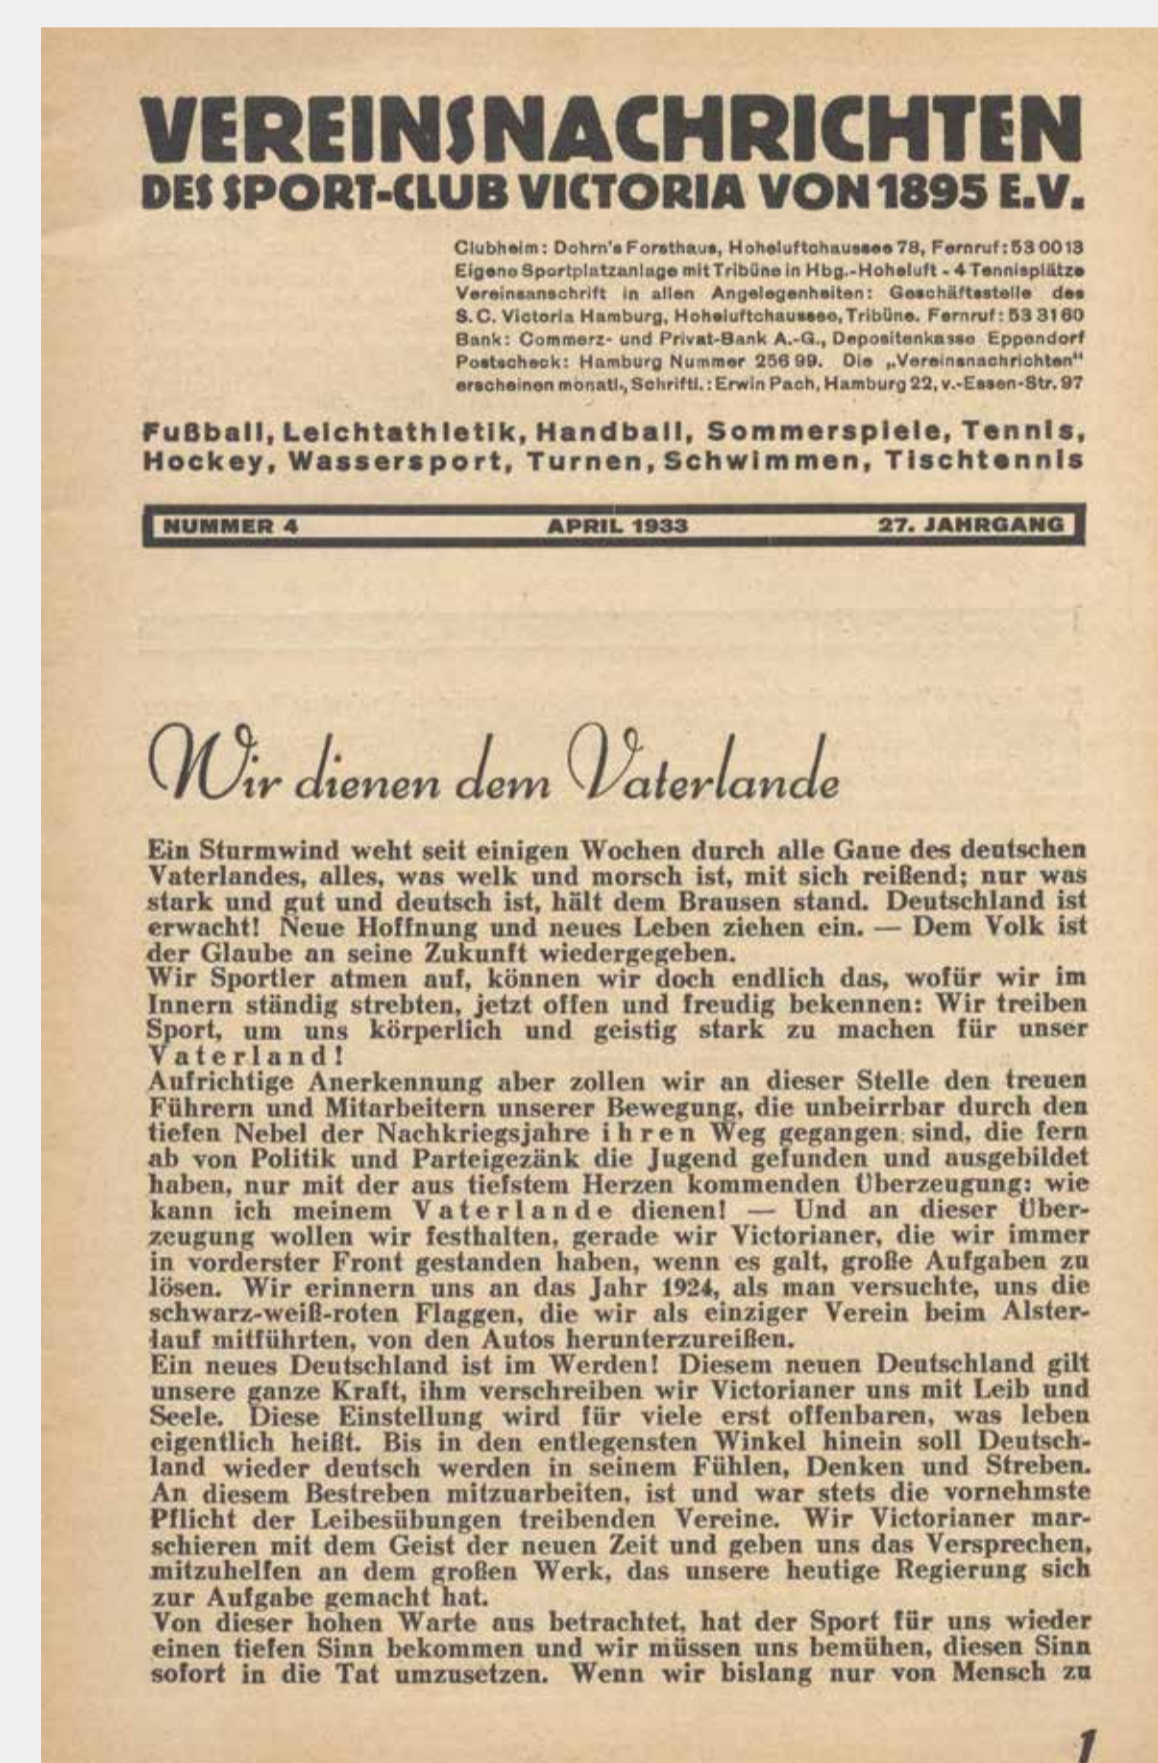 VEREINSNACHRICHTEN
DES SPORT-CLUB VICTORIA VON 1895 E.V.
Clubheim: Dohrn's Forsthaus, Hoheluftchaussee 78, Fernruf: 53 00 13
Eigene Sportplatzanlage mit Tribüne in Hbg.-Hoheluft - 4 Tennisplätze
Vereinsanschrift in allen Angelegenheiten: Geschäftsstelle des
S. C. Victoria Hamburg, Hoheluftchaussee, Tribüne. Fernruf: 53 31 60
Bank: Commerz- und Privat-Bank A.-G., Depositenkasse Eppendorf
Postscheck: Hamburg Nummer 256 99. Die „Vereinsnachrichten“
erscheinen monatl., Schriftl.: Erwin Pach, Hamburg 22, v.-Essen-Str. 97
Fußball, Leichtathletik, Handball, Sommerspiele, Tennis,
Hockey, Wassersport, Turnen, Schwimmen, Tischtennis
NUMMER 4 APRIL 1933 27. JAHRGANG
Wir dienen dem Vaterlande
Ein Sturmwind weht seit einigen Wochen durch alle Gaue des deutschen
Vaterlandes, alles, was welk und morsch ist, mit sich reißend; nur was
stark und gut und deutsch ist, hält dem Brausen stand. Deutschland ist
erwacht! Neue Hoffnung und neues Leben ziehen ein. — Dem Volk ist
der Glaube an seine Zukunft wiedergegeben.
Wir Sportler atmen auf, können wir doch endlich das, wofür wir im
Innern ständig strebten, jetzt offen und freudig bekennen: Wir treiben
Sport, um uns körperlich und geistig stark zu machen für unser
Vaterland!
Aufrichtige Anerkennung aber zollen wir an dieser Stelle den treuen
Führern und Mitarbeitern unserer Bewegung, die unbeirrbar durch den
tiefen Nebel der Nachkriegsjahre ihren Weg gegangen sind, die fern
ab von Politik und Parteigezänk die Jugend gefunden und ausgebildet
haben, nur mit der aus tiefstem Herzen kommenden Überzeugung: wie
kann ich meinem Vaterlande dienen! — Und an dieser Über-
zeugung wollen wir festhalten, gerade wir Victorianer, die wir immer
in vorderster Front gestanden haben, wenn es galt, große Aufgaben zu
lösen. Wir erinnern uns an das Jahr 1924, als man versuchte, uns die
schwarz-weiß-roten Flaggen, die wir als einziger Verein beim Alster-
lauf mitführten, von den Autos herunterzureißen.
Ein neues Deutschland ist im Werden! Diesem neuen Deutschland gilt
unsere ganze Kraft, ihm verschreiben wir Victorianer uns mit Leib und
Seele. Diese Einstellung wird für viele erst offenbaren, was leben
eigentlich heißt. Bis in den entlegensten Winkel hinein soll Deutsch-
land wieder deutsch werden in seinem Fühlen, Denken und Streben.
An diesem Bestreben mitzuarbeiten, ist und war stets die vornehmste
Pflicht der Leibesübungen treibenden Vereine. Wir Victorianer mar-
schieren mit dem Geist der neuen Zeit und geben uns das Versprechen,
mitzuhelfen an dem großen Werk, das unsere heutige Regierung sich
zur Aufgabe gemacht hat.
Von dieser hohen Warte aus betrachtet, hat der Sport für uns wieder
einen tiefen Sinn bekommen und wir müssen uns bemühen, diesen Sinn
sofort in die Tat umzusetzen. Wenn wir bislang nur von Mensch zu
1